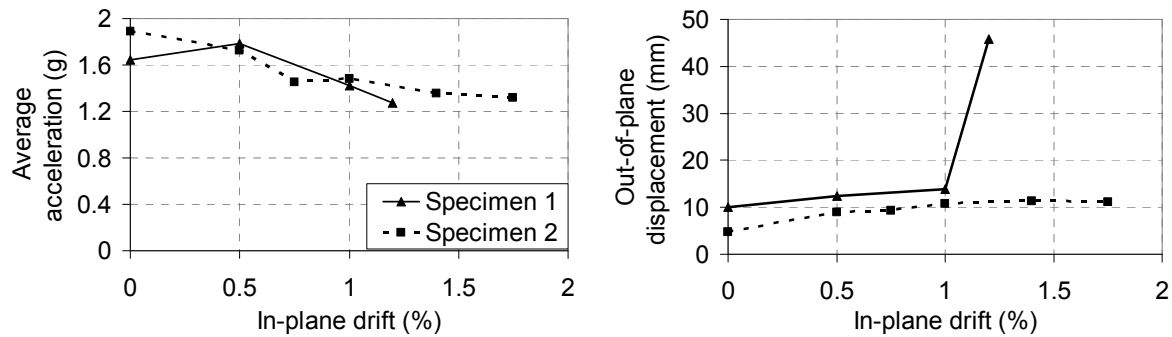 Average
acceleration (g)
2
1.6
1.2
0.8
0.4
0
0 0.5 1 1.5 2
In-plane drift (%)
Specimen 1
Specimen 2
Out-of-plane
displacement (mm)
50
40
30
20
10
0
0 0.5 1 1.5 2
In-plane drift (%)